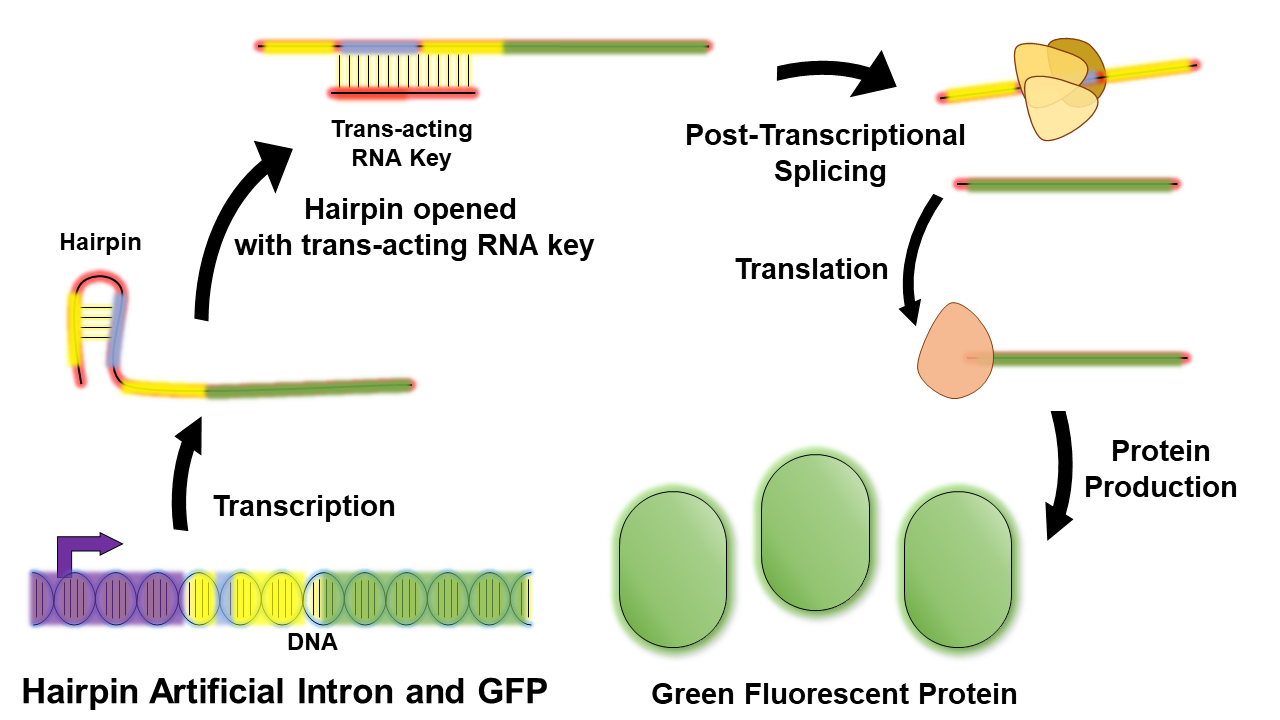 Trans-acting
RNA Key
Hairpin opened
with trans-acting RNA key
Hairpin
Transcription
DNA
Hairpin Artificial Intron and GFP
Post-Transcriptional
Splicing
Translation
Protein
Production
Green Fluorescent Protein